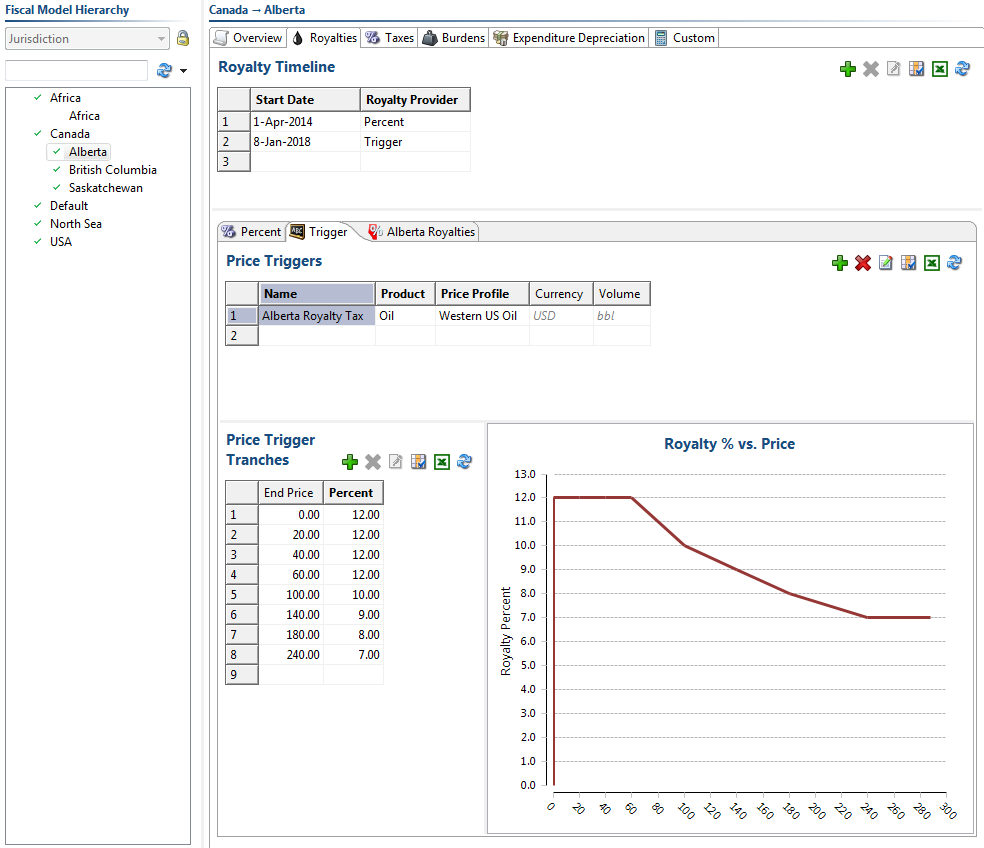 Fiscal Model Hierarchy
Jurisdiction
Africa
Africa
Canada
Alberta
British Columbia
Saskatchewan
Default
North Sea
USA
Canada → Alberta
Overview Royalties Taxes Burdens Expenditure Depreciation Custom
Royalty Timeline
Start Date Royalty Provider
1 1-Apr-2014 Percent
2 8-Jan-2018 Trigger
3
Percent ABC Trigger Alberta Royalties
Price Triggers
Name Product Price Profile Currency Volume
1 Alberta Royalty Tax Oil Western US Oil USD bbl
2
Price Trigger
Tranches
End Price Percent
1 0.00 12.00
2 20.00 12.00
3 40.00 12.00
4 60.00 12.00
5 100.00 10.00
6 140.00 9.00
7 180.00 8.00
8 240.00 7.00
9
Royalty % vs. Price
Royalty Percent
13.0
12.0
11.0
10.0
9.0
8.0
7.0
6.0
5.0
4.0
3.0
2.0
1.0
0.0
0 20 40 60 80 100 120 140 160 180 200 220 240 260 280 300